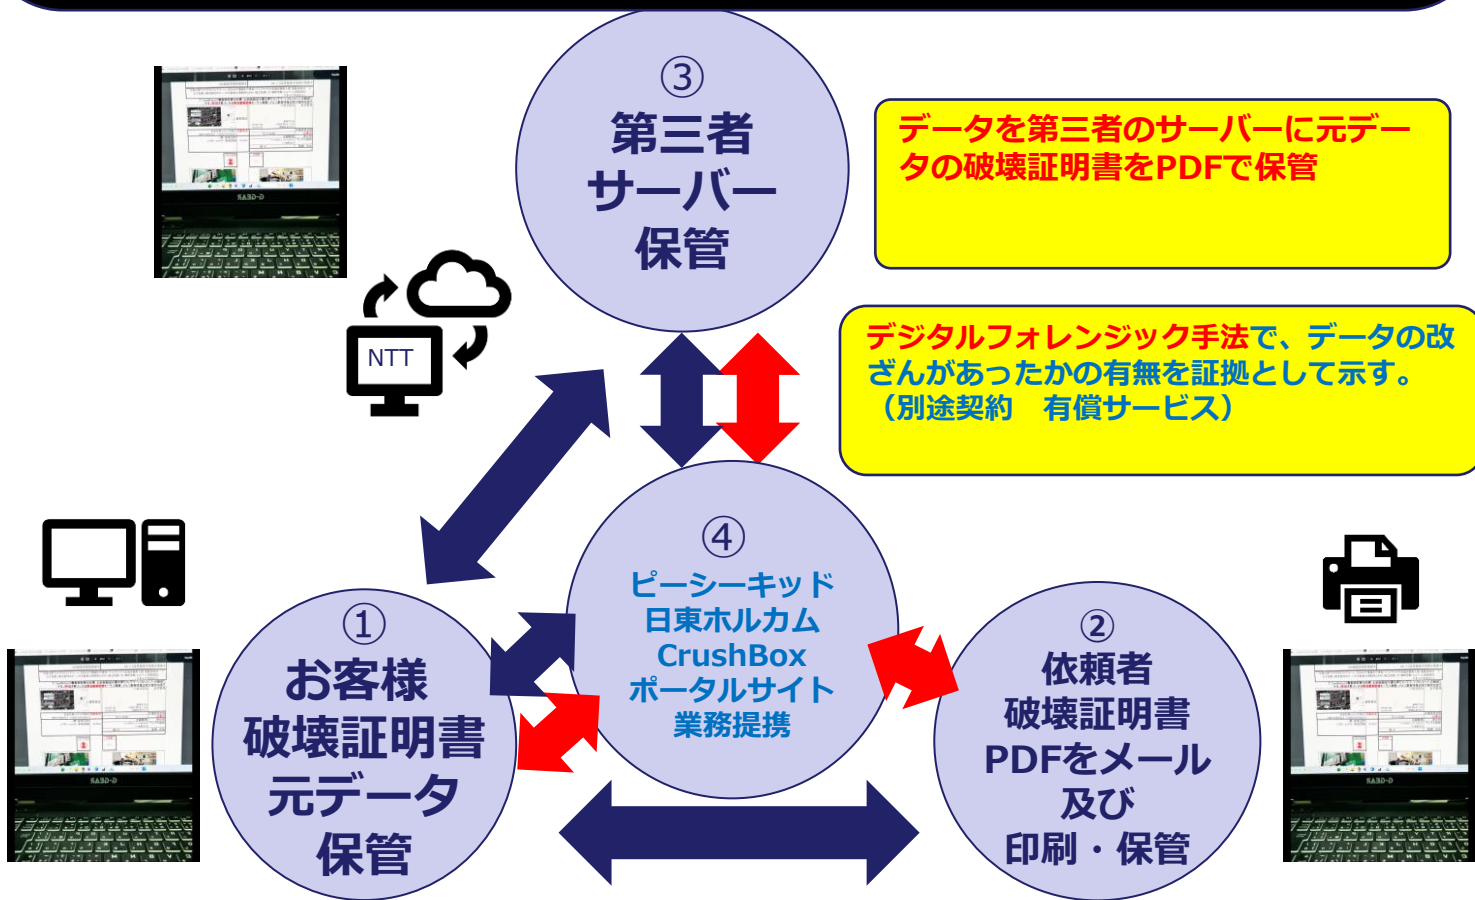 ③
第三者
サーバー
保管
データを第三者のサーバーに元デー
タの破壊証明書をPDFで保管
NTT
デジタルフォレンジック手法で、データの改
ざんがあったかの有無を証拠として示す。
（別途契約　有償サービス）
④
ピーシーキッド
日東ホルカム
CrushBox
ポータルサイト
業務提携
①
お客様
破壊証明書
元データ
保管
②
依頼者
破壊証明書
PDFをメール
及び
印刷・保管